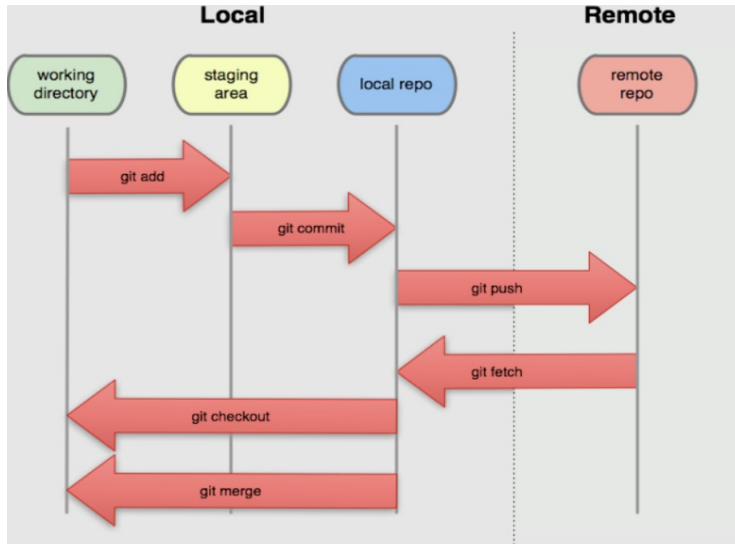 Local
Remote
working
directory
staging
area
local repo
remote
repo
git add
git commit
git push
git fetch
git checkout
git merge